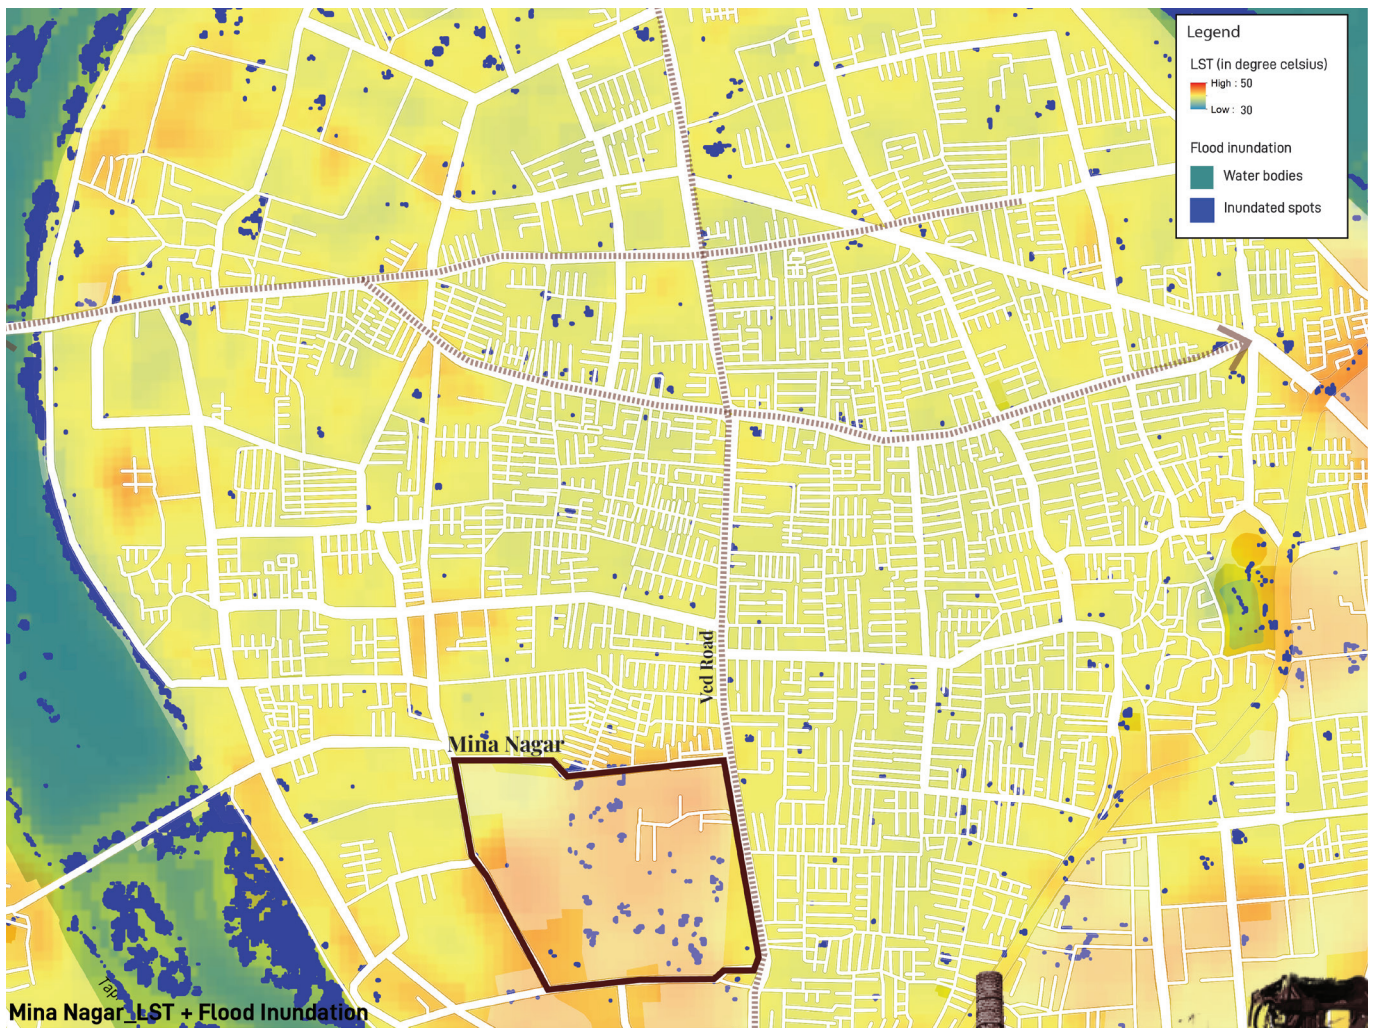 Legend
LST (in degree celsius)
High : 50
Low : 30
Flood inundation
Water bodies
Inundated spots
Ved Road
Mina Nagar
Tap
Mina Nagar_LST + Flood Inundation